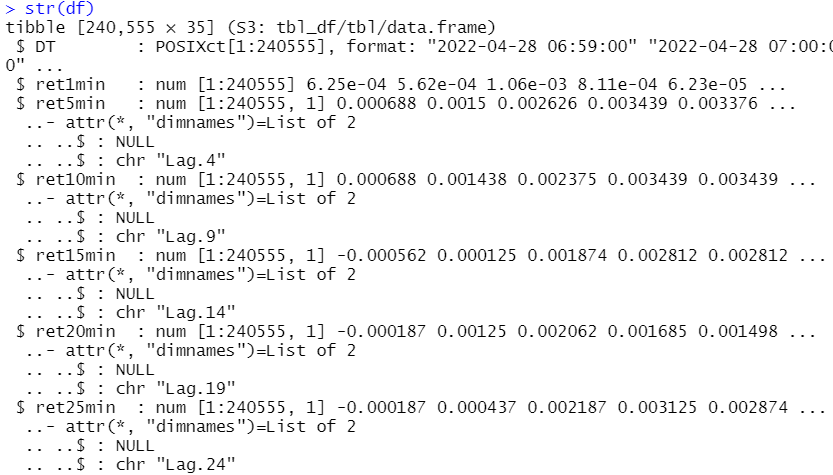 > str(df)
tibble [240,555 × 35] (S3: tbl_df/tbl/data.frame)
 $ DT       : POSIXct[1:240555], format: "2022-04-28 06:59:00" "2022-04-28 07:00:0
0" ...
 $ ret1min  : num [1:240555] 6.25e-04 5.62e-04 1.06e-03 8.11e-04 6.23e-05 ...
 $ ret5min  : num [1:240555, 1] 0.000688 0.0015 0.002626 0.003439 0.003376 ...
  ..- attr(*, "dimnames")=List of 2
  .. ..$ : NULL
  .. ..$ : chr "Lag.4"
 $ ret10min : num [1:240555, 1] 0.000688 0.001438 0.002375 0.003439 0.003439 ...
  ..- attr(*, "dimnames")=List of 2
  .. ..$ : NULL
  .. ..$ : chr "Lag.9"
 $ ret15min : num [1:240555, 1] -0.000562 0.000125 0.001874 0.002812 0.002812 ...
  ..- attr(*, "dimnames")=List of 2
  .. ..$ : NULL
  .. ..$ : chr "Lag.14"
 $ ret20min : num [1:240555, 1] -0.000187 0.00125 0.002062 0.001685 0.001498 ...
  ..- attr(*, "dimnames")=List of 2
  .. ..$ : NULL
  .. ..$ : chr "Lag.19"
 $ ret25min : num [1:240555, 1] -0.000187 0.000437 0.002187 0.003125 0.002874 ...
  ..- attr(*, "dimnames")=List of 2
  .. ..$ : NULL
  .. ..$ : chr "Lag.24"